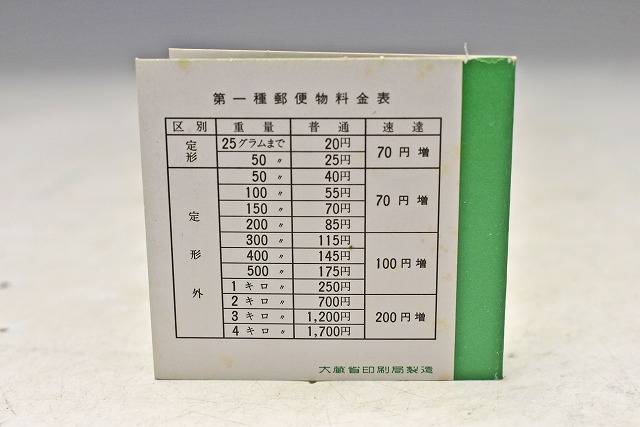 第一種郵便物料金表
区別 重量 普通 速達
定形 25グラムまで 20円 70円増
50 〃 25円
定形外 50 〃 40円 70円増
100 〃 55円
150 〃 70円
200 〃 85円
300 〃 115円 100円増
400 〃 145円
500 〃 175円
1キロ 〃 250円
2キロ 〃 700円 200円増
3キロ 〃 1,200円
4キロ 〃 1,700円
大蔵省印刷局製造